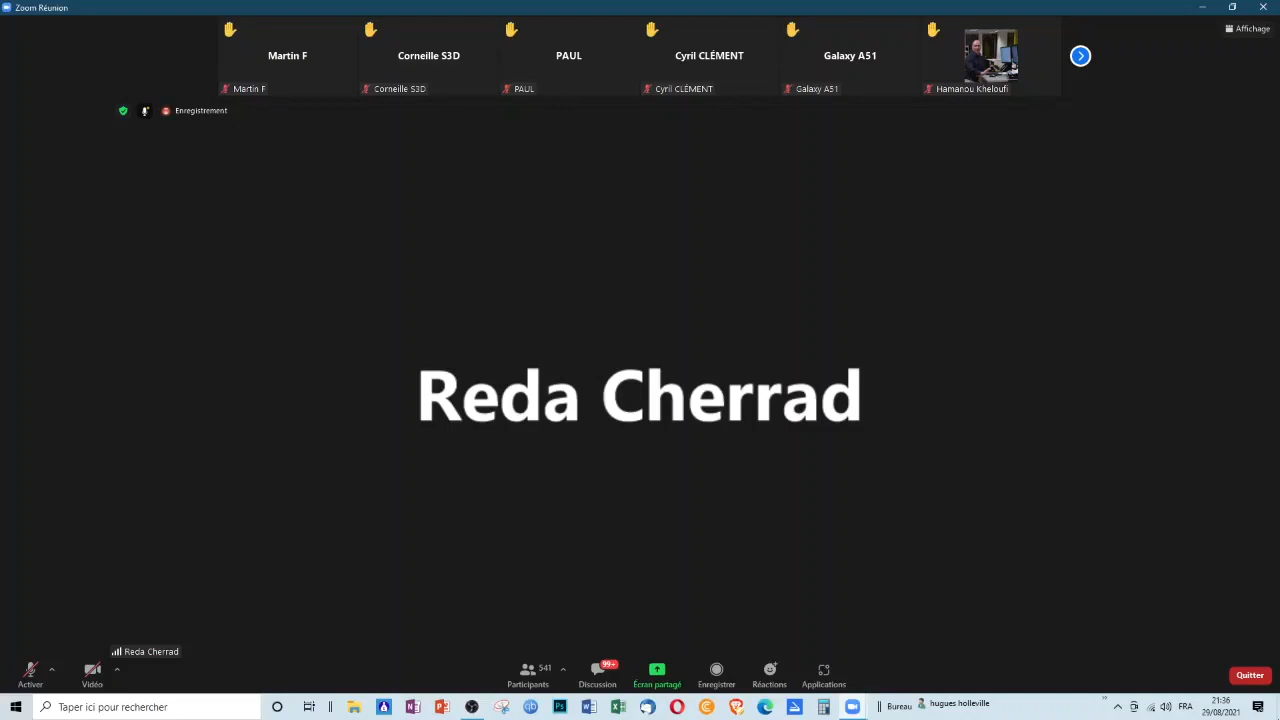 Zoom Réunion
Affichage
Martin F
Corneille S3D
PAUL
Cyril CLÉMENT
Galaxy A51
Martin F
Corneille S3D
PAUL
Cyril CLÉMENT
Galaxy A51
Hamanou Kheloufi
Enregistrement
Reda Cherrad
Reda Cherrad
541
99+
Activer
Vidéo
Participants
Discussion
Écran partagé
Enregistrer
Réactions
Applications
Quitter
Taper ici pour rechercher
Bureau
hugues holleville
FRA
21:36
29/08/2021